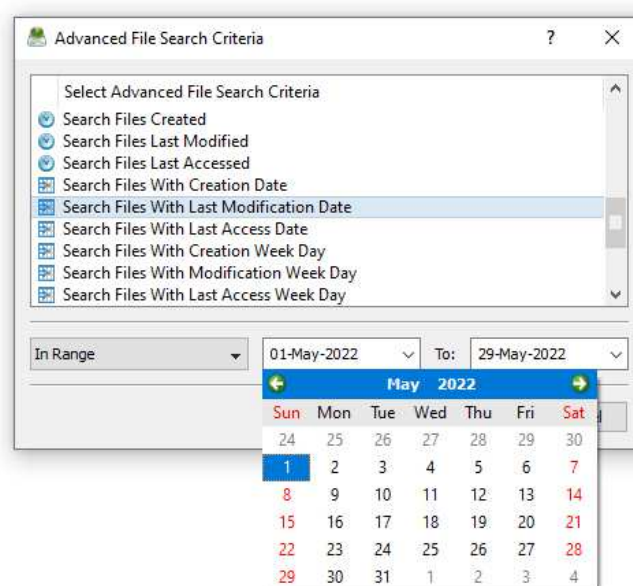 Advanced File Search Criteria ?
Select Advanced File Search Criteria
Search Files Created
Search Files Last Modified
Search Files Last Accessed
Search Files With Creation Date
Search Files With Last Modification Date
Search Files With Last Access Date
Search Files With Creation Week Day
Search Files With Modification Week Day
Search Files With Last Access Week Day
In Range 01-May-2022 To: 29-May-2022
May 2022
Sun Mon Tue Wed Thu Fri Sat
24 25 26 27 28 29 30
1 2 3 4 5 6 7
8 9 10 11 12 13 14
15 16 17 18 19 20 21
22 23 24 25 26 27 28
29 30 31 1 2 3 4